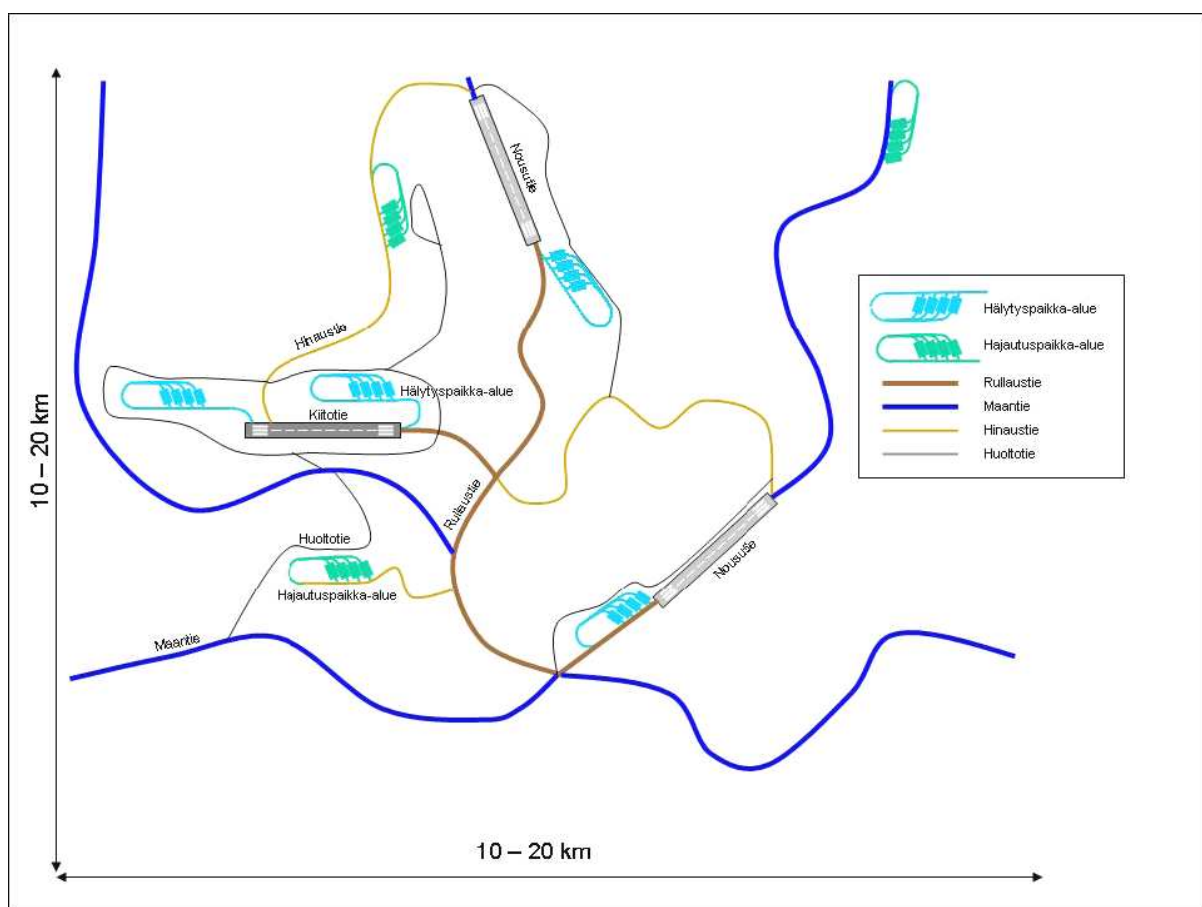 Nousutie
Hinaustie
Hälytyspaikka-alue
Kiitotie
Rullaustie
Huoltotie
Hajautuspaikka-alue
Maantie
Nousutie
Hälytyspaikka-alue
Hajautuspaikka-alue
Rullaustie
Maantie
Hinaustie
Huoltotie
10 – 20 km
10 – 20 km